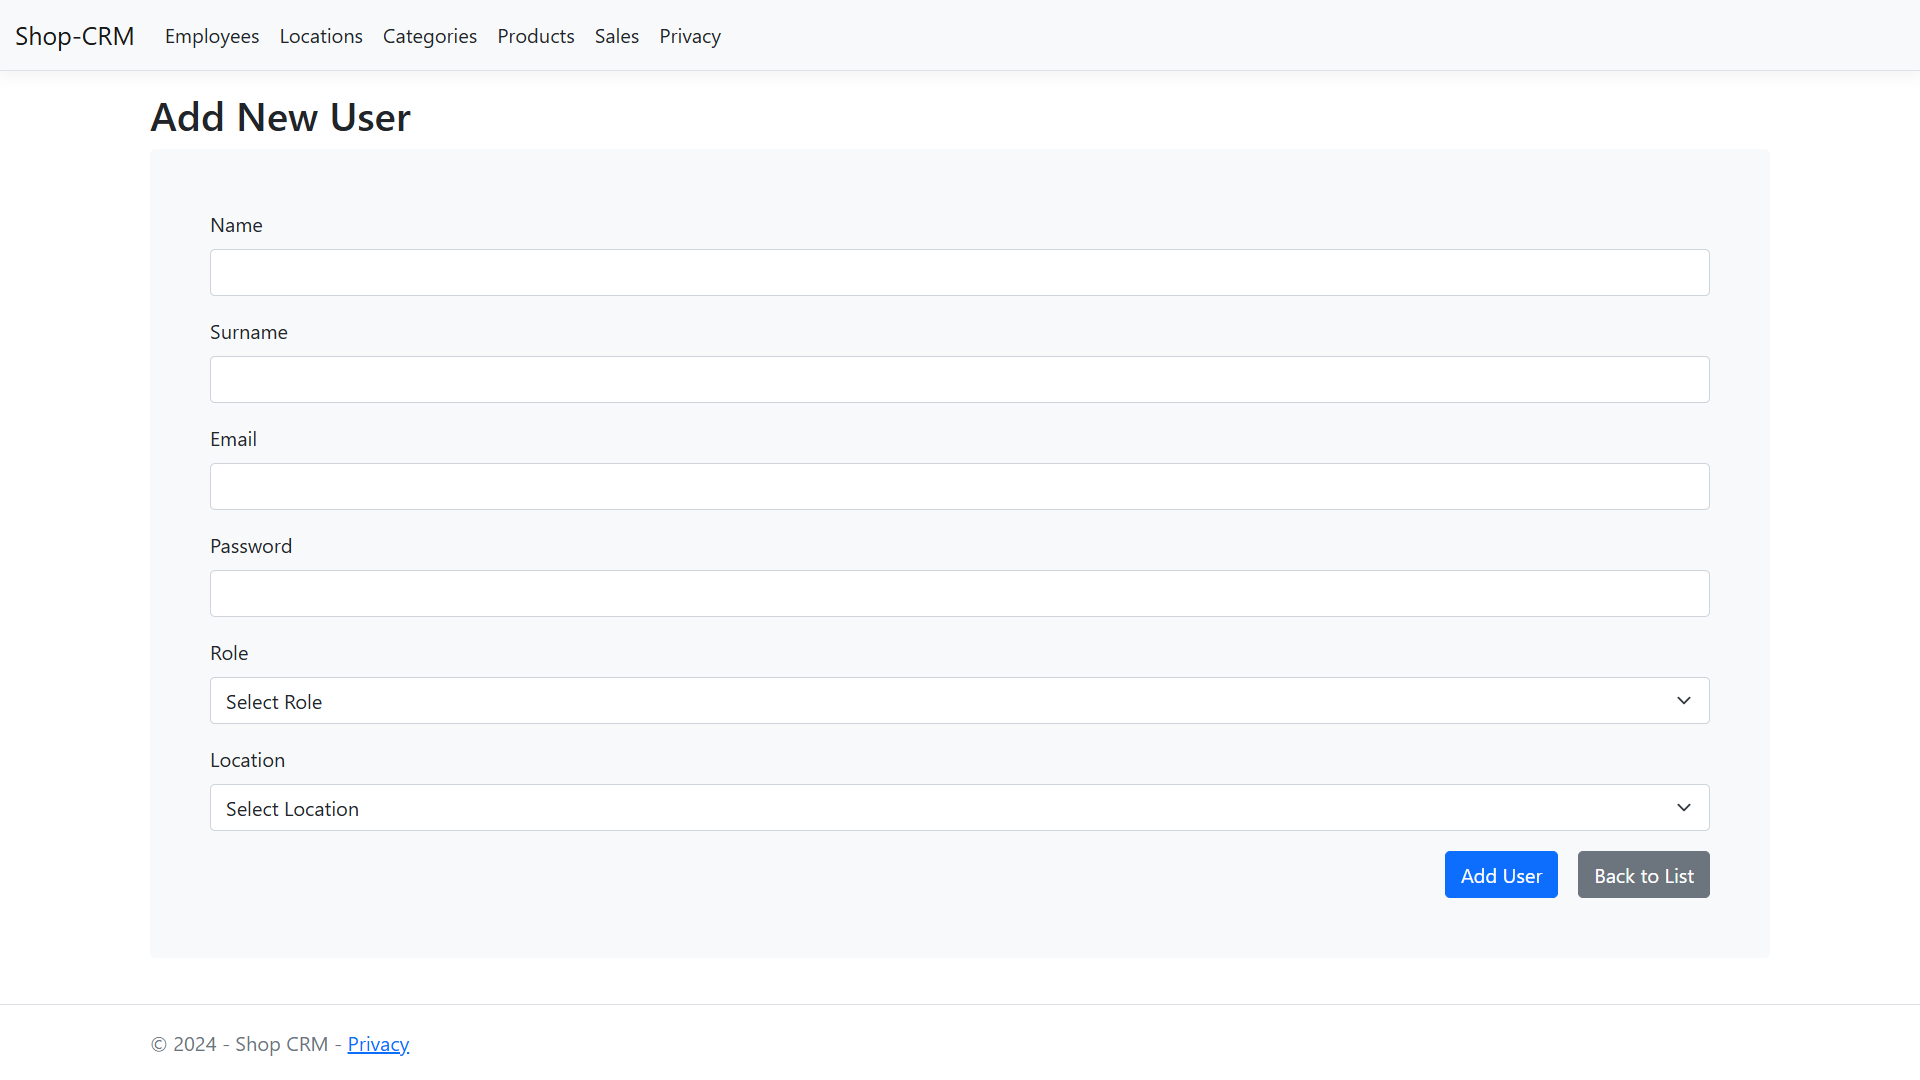 Shop-CRM Employees Locations Categories Products Sales Privacy
Add New User
Name
Surname
Email
Password
Role
Select Role
Location
Select Location
Add User Back to List
© 2024 - Shop CRM - Privacy